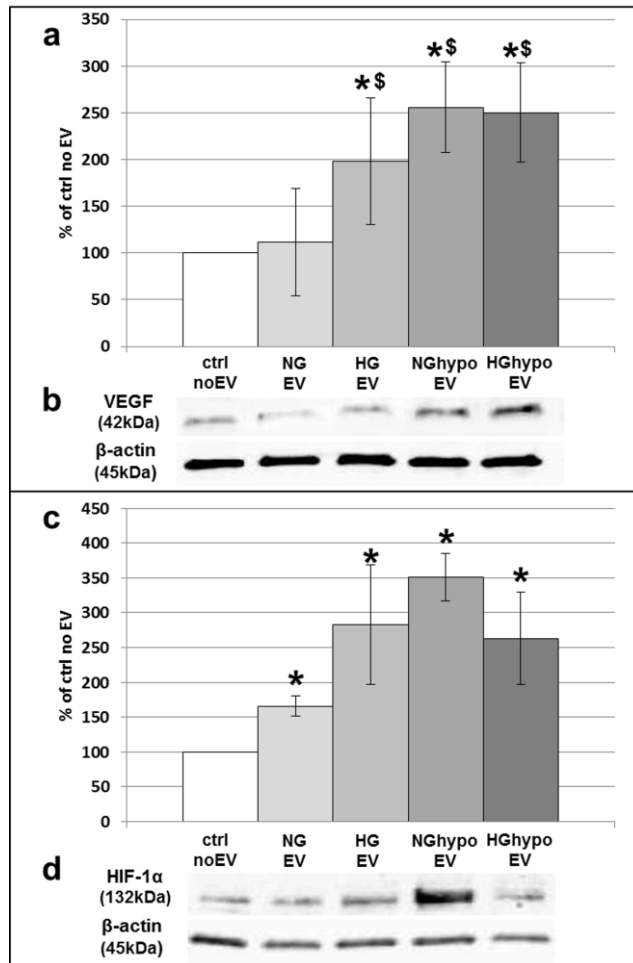 a
350
300
250
200
150
100
50
0
% of ctrl no EV
*$ *$ *$
ctrl noEV
NG EV
HG EV
NGhypo EV
HGhypo EV
b
VEGF
(42kDa)
β-actin
(45kDa)
c
450
400
350
300
250
200
150
100
50
0
% of ctrl no EV
* * * *
ctrl noEV
NG EV
HG EV
NGhypo EV
HGhypo EV
d
HIF-1α
(132kDa)
β-actin
(45kDa)